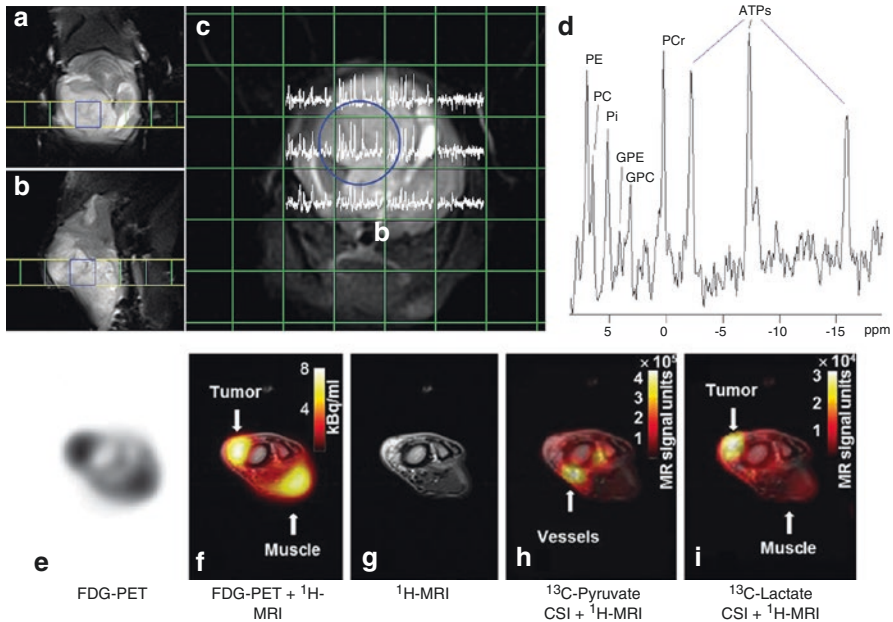 a
b
c
b
d
ATPs
PCr
PE
PC
Pi
GPE
GPC
5 0 -5 -10 -15 ppm
e
FDG-PET
f
Tumor
Muscle
8
4
kBq/ml
FDG-PET + ¹H-
MRI
g
¹H-MRI
h
Vessels
× 10⁵
4
3
2
1
MR signal units
¹³C-Pyruvate
CSI + ¹H-MRI
i
Tumor
Muscle
× 10⁴
3
2
1
MR signal units
¹³C-Lactate
CSI + ¹H-MRI